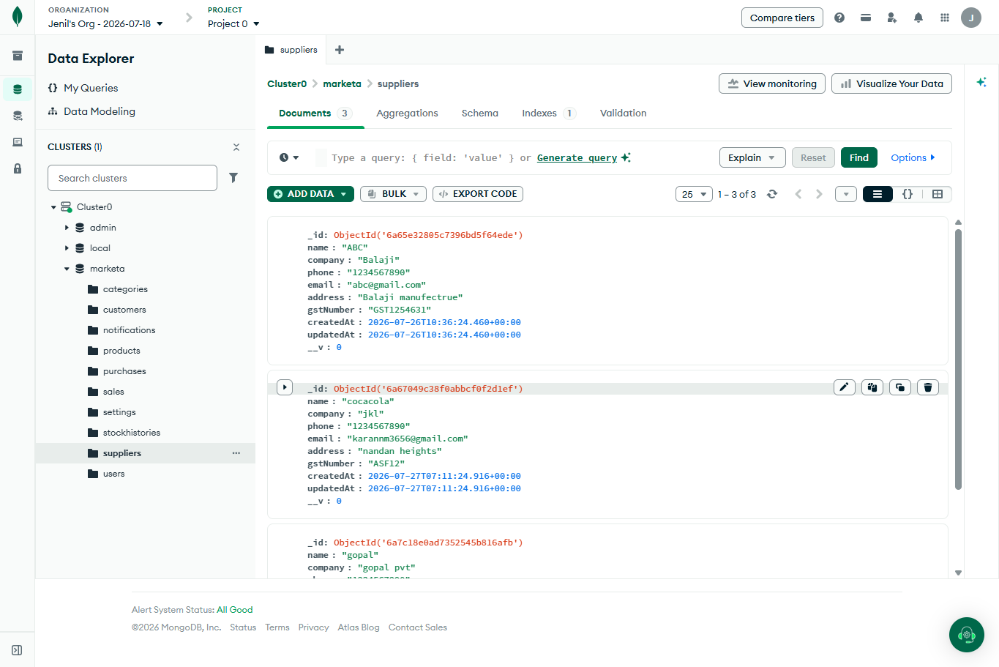 ORGANIZATION
Jenil's Org - 2026-07-18
PROJECT
Project 0
Compare tiers
J
Data Explorer
My Queries
Data Modeling
CLUSTERS (1)
Search clusters
Cluster0
admin
local
marketa
categories
customers
notifications
products
purchases
sales
settings
stockhistories
suppliers
users
suppliers
Cluster0 > marketa > suppliers
View monitoring
Visualize Your Data
Documents 3
Aggregations
Schema
Indexes 1
Validation
Type a query: { field: 'value' } or Generate query
Explain
Reset
Find
Options
ADD DATA
BULK
EXPORT CODE
25
1 – 3 of 3
_id: ObjectId('6a65e32805c7396bd5f64ede')
name : "ABC"
company : "Balaji"
phone : "1234567890"
email : "abc@gmail.com"
address : "Balaji manufectrue"
gstNumber : "GST1254631"
createdAt : 2026-07-26T10:36:24.460+00:00
updatedAt : 2026-07-26T10:36:24.460+00:00
__v : 0
_id: ObjectId('6a67049c38f0abbcf0f2d1ef')
name : "cocacola"
company : "jkl"
phone : "1234567890"
email : "karannm3656@gmail.com"
address : "nandan heights"
gstNumber : "ASF12"
createdAt : 2026-07-27T07:11:24.916+00:00
updatedAt : 2026-07-27T07:11:24.916+00:00
__v : 0
_id: ObjectId('6a7c18e0ad7352545b816afb')
name : "gopal"
company : "gopal pvt"
Alert System Status: All Good
©2026 MongoDB, Inc. Status Terms Privacy Atlas Blog Contact Sales